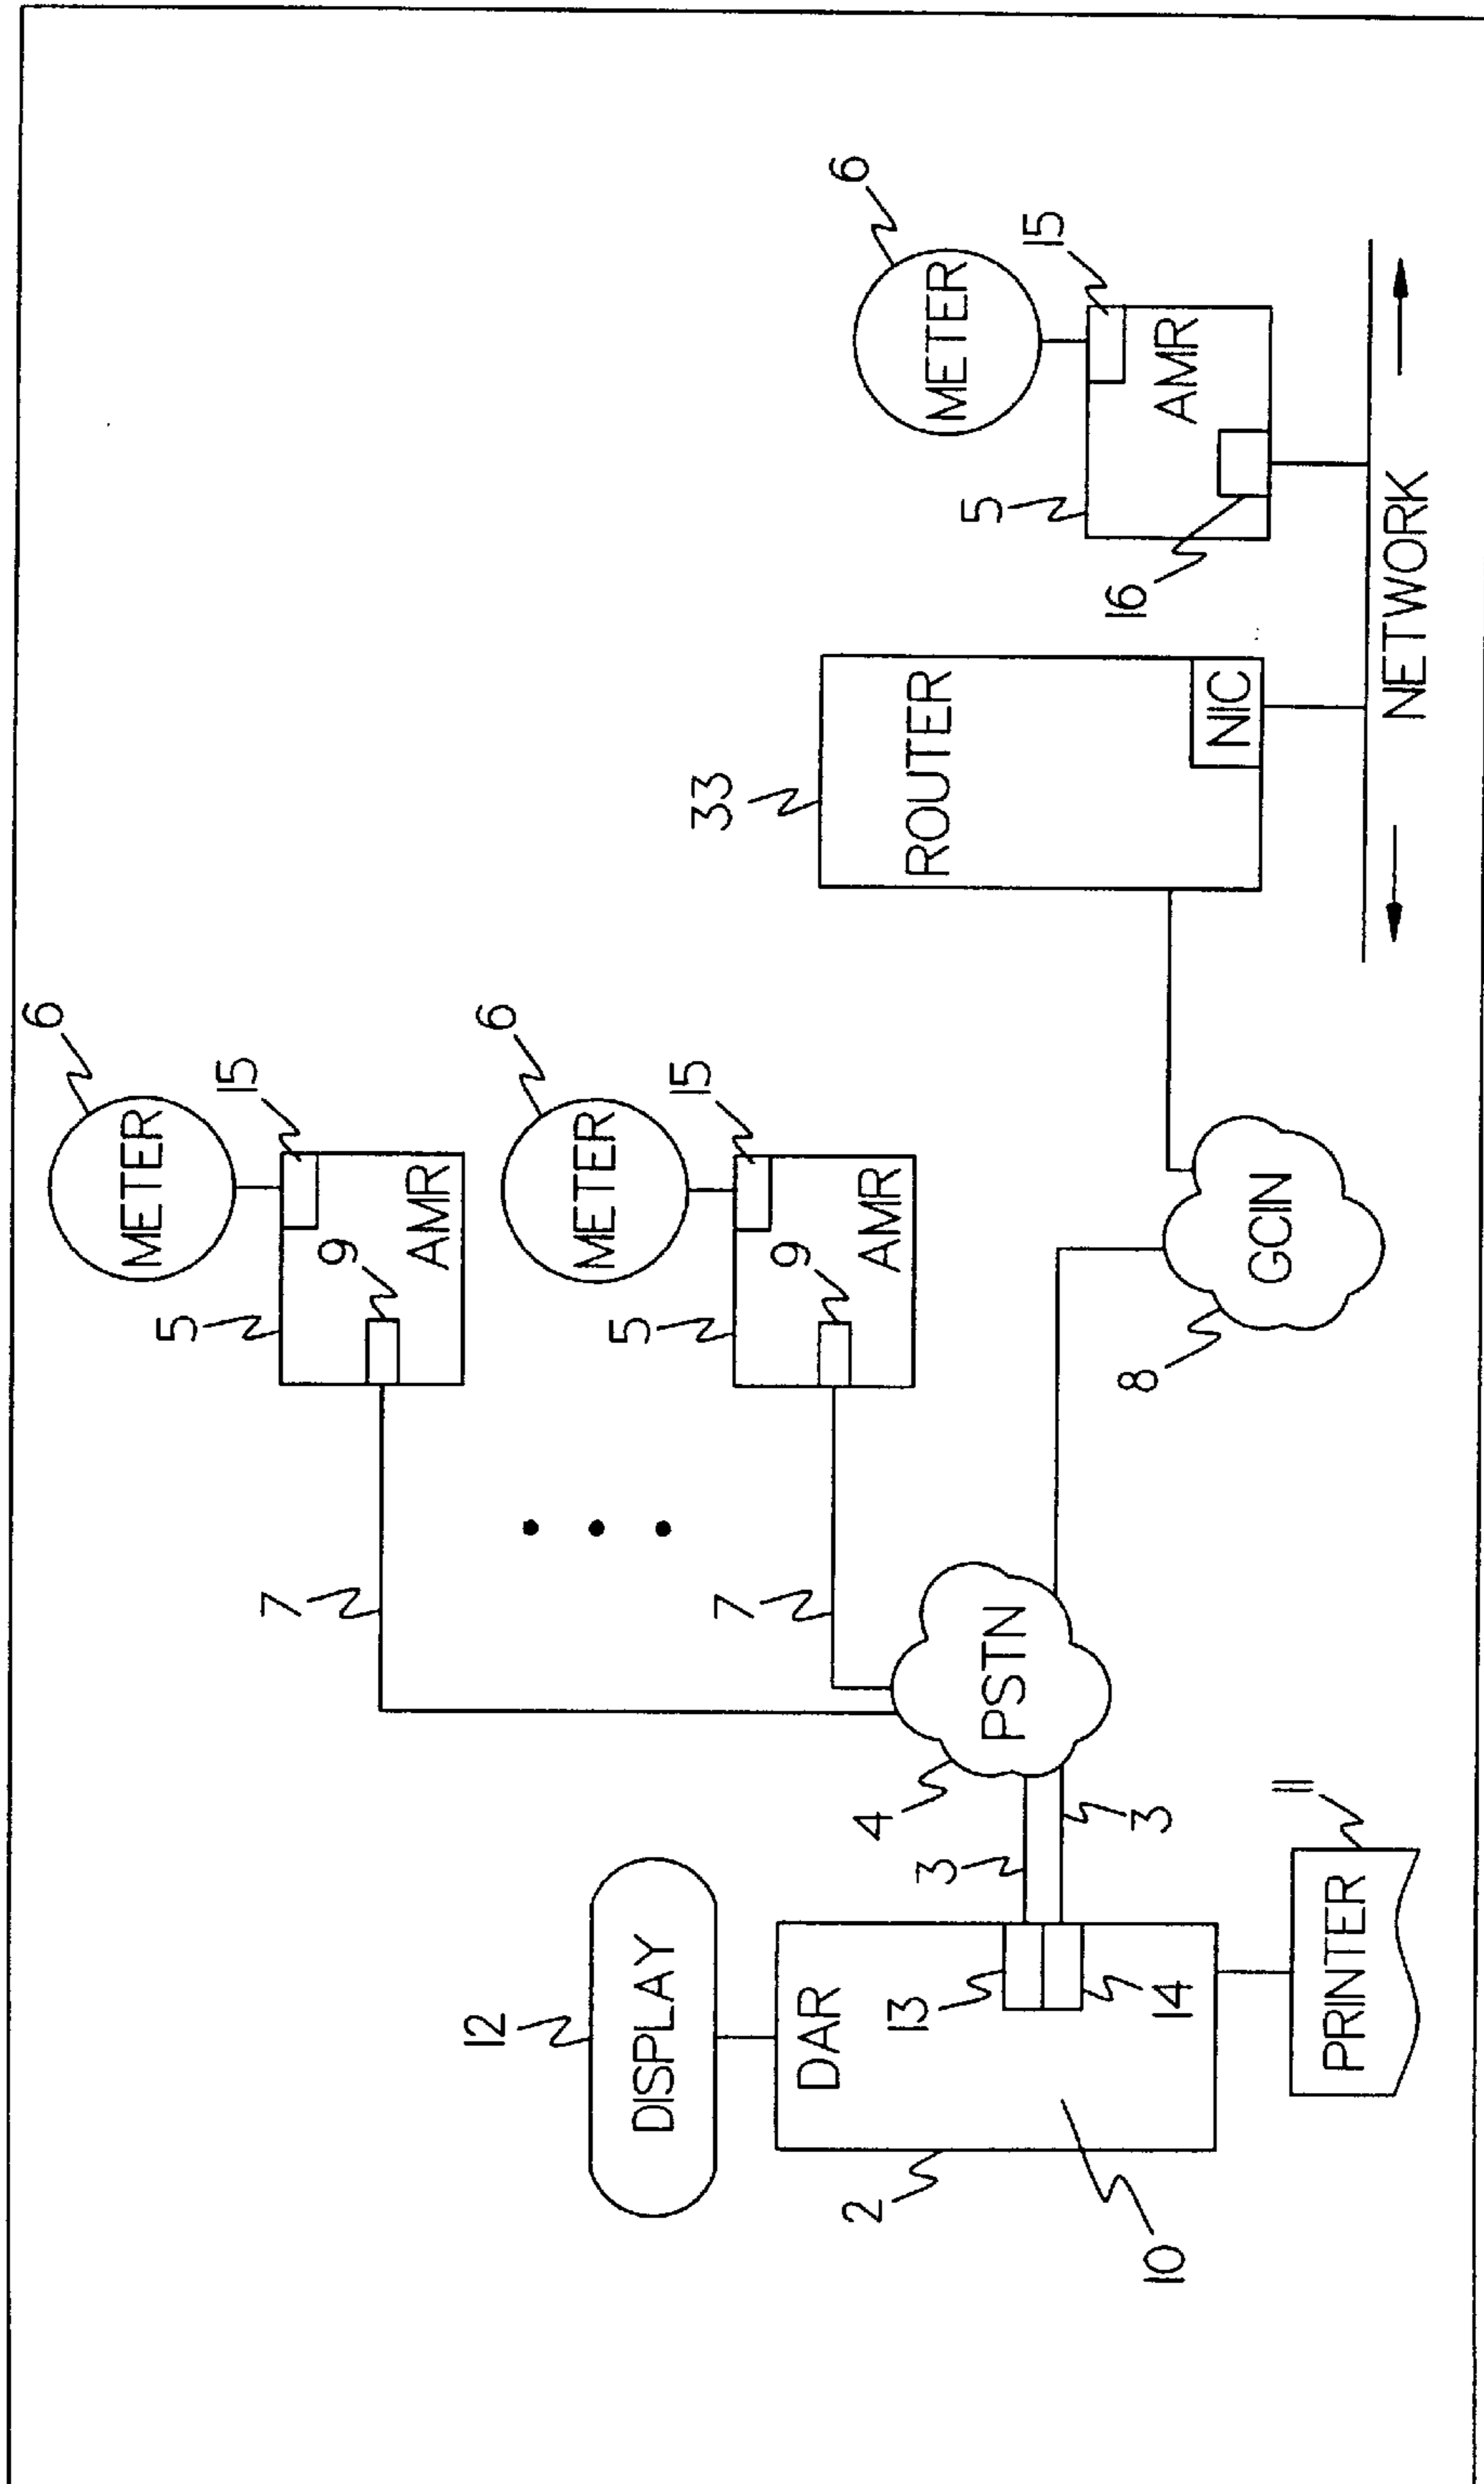 6
METER
15
5
9
AMR
7
6
METER
15
5
9
AMR
7
12
DISPLAY
DAR
2
13
14
10
3
3
4
PSTN
PRINTER
11
8
GCIN
33
ROUTER
NIC
6
METER
15
5
AMR
16
NETWORK